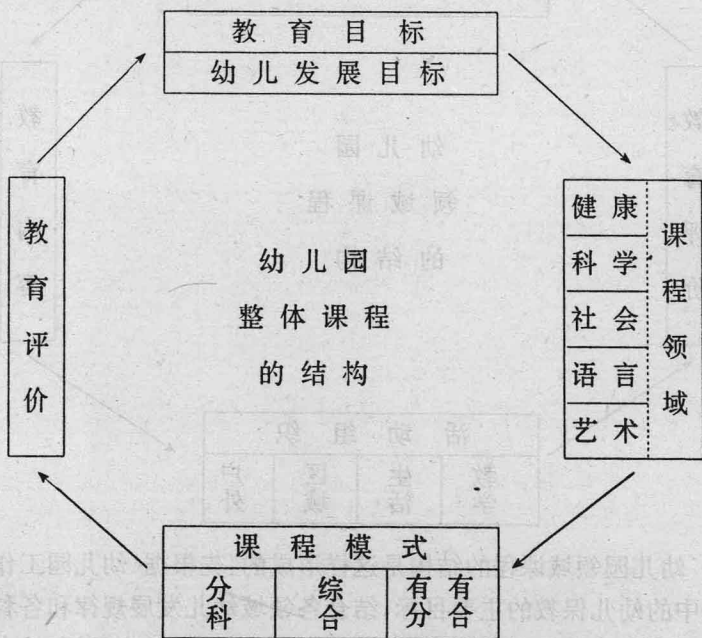 教育目标
幼儿发展目标
健康
科学
社会
语言
艺术
课程领域
课程模式
分科
综合
有分有合
教育评价
幼儿园
整体课程
的结构